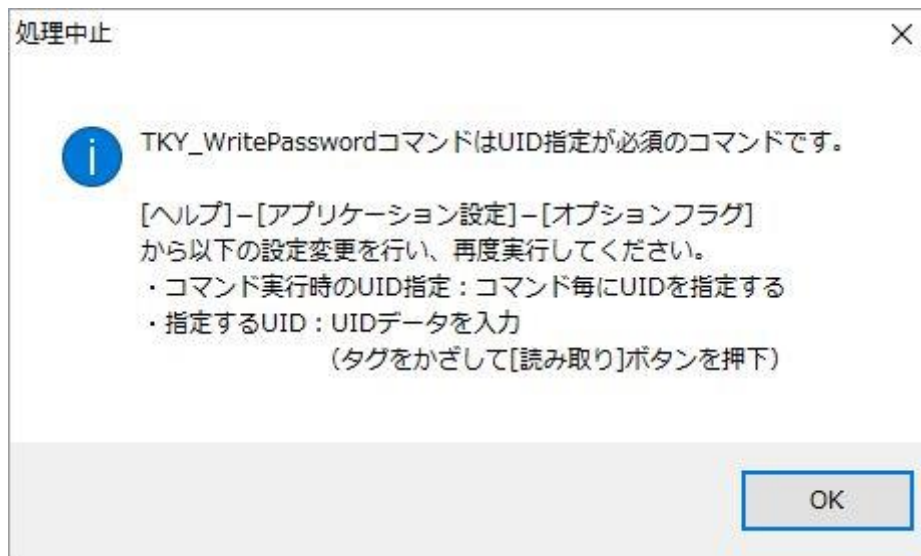 処理中止
TKY_WritePasswordコマンドはUID指定が必須のコマンドです。
[ヘルプ]－[アプリケーション設定]－[オプションフラグ]
から以下の設定変更を行い、再度実行してください。
・コマンド実行時のUID指定：コマンド毎にUIDを指定する
・指定するUID：UIDデータを入力
（タグをかざして[読み取り]ボタンを押下）
OK